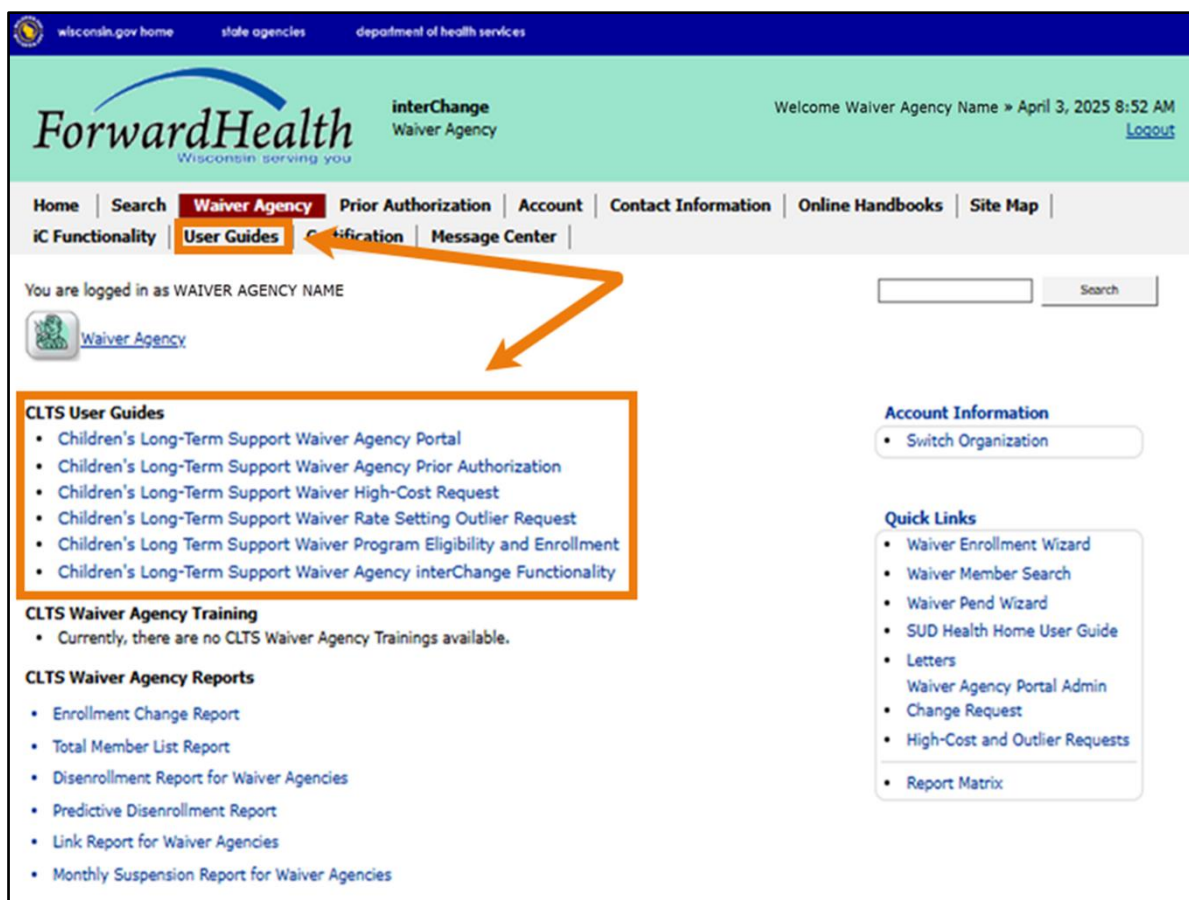 wisconsin.gov home state agencies department of health services
ForwardHealth
Wisconsin serving you
interChange
Waiver Agency
Welcome Waiver Agency Name » April 3, 2025 8:52 AM
Logout
Home Search Waiver Agency Prior Authorization Account Contact Information Online Handbooks Site Map
iC Functionality User Guides Certification Message Center
You are logged in as WAIVER AGENCY NAME
Search
Waiver Agency
CLTS User Guides
• Children's Long-Term Support Waiver Agency Portal
• Children's Long-Term Support Waiver Agency Prior Authorization
• Children's Long-Term Support Waiver High-Cost Request
• Children's Long-Term Support Waiver Rate Setting Outlier Request
• Children's Long Term Support Waiver Program Eligibility and Enrollment
• Children's Long-Term Support Waiver Agency interChange Functionality
CLTS Waiver Agency Training
• Currently, there are no CLTS Waiver Agency Trainings available.
CLTS Waiver Agency Reports
• Enrollment Change Report
• Total Member List Report
• Disenrollment Report for Waiver Agencies
• Predictive Disenrollment Report
• Link Report for Waiver Agencies
• Monthly Suspension Report for Waiver Agencies
Account Information
• Switch Organization
Quick Links
• Waiver Enrollment Wizard
• Waiver Member Search
• Waiver Pend Wizard
• SUD Health Home User Guide
• Letters
Waiver Agency Portal Admin
• Change Request
• High-Cost and Outlier Requests
• Report Matrix